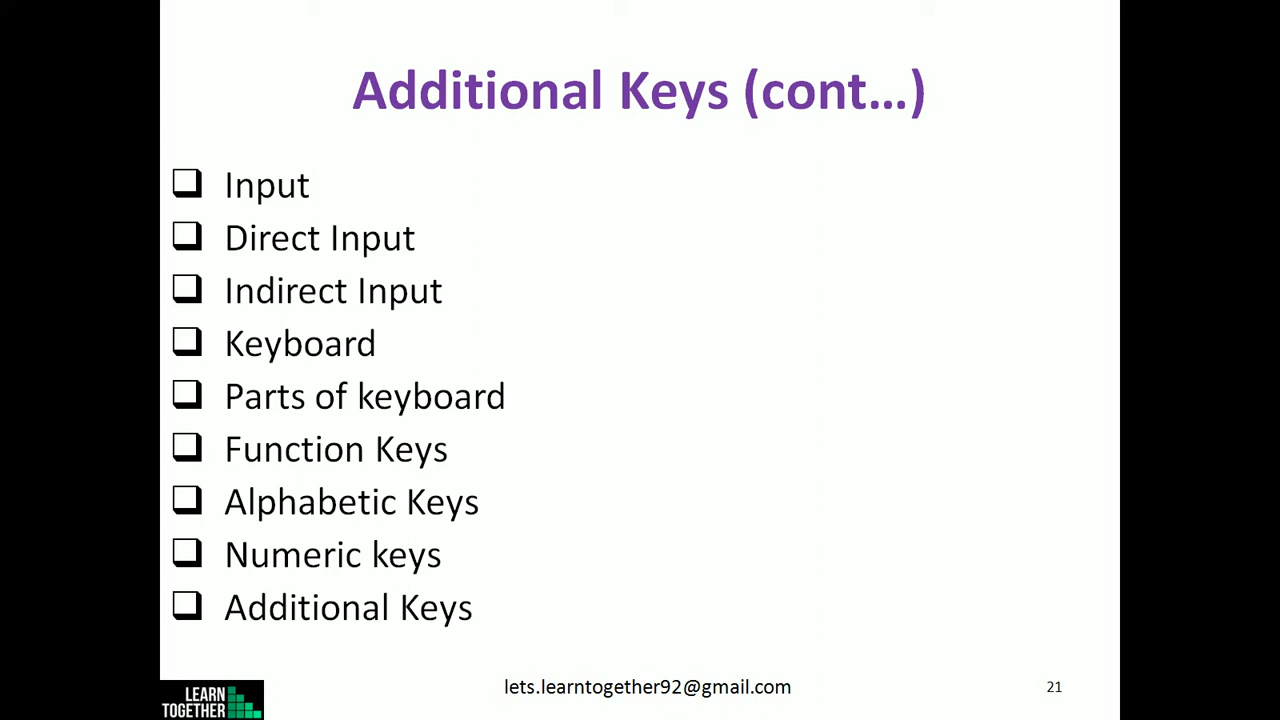 Additional Keys (cont…)
Input
Direct Input
Indirect Input
Keyboard
Parts of keyboard
Function Keys
Alphabetic Keys
Numeric keys
Additional Keys
LEARN
TOGETHER
lets.learntogether92@gmail.com
21